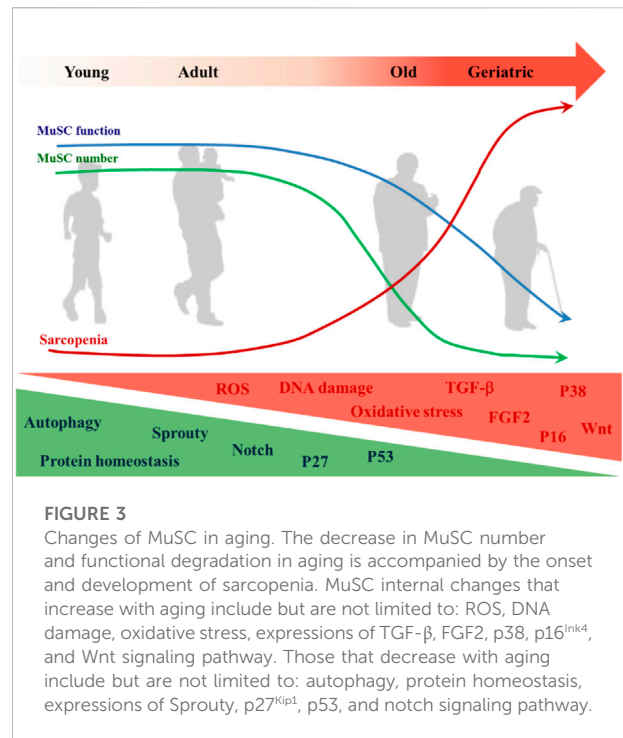 Young Adult Old Geriatric
MuSC function
MuSC number
Sarcopenia
ROS DNA damage TGF-β P38
Oxidative stress FGF2 P16 Wnt
Autophagy Sprouty Notch P27 P53
Protein homeostasis
FIGURE 3
Changes of MuSC in aging. The decrease in MuSC number
and functional degradation in aging is accompanied by the onset
and development of sarcopenia. MuSC internal changes that
increase with aging include but are not limited to: ROS, DNA
damage, oxidative stress, expressions of TGF-β, FGF2, p38, p16ᴵⁿᵏ⁴,
and Wnt signaling pathway. Those that decrease with aging
include but are not limited to: autophagy, protein homeostasis,
expressions of Sprouty, p27ᴷⁱᵖ¹, p53, and notch signaling pathway.